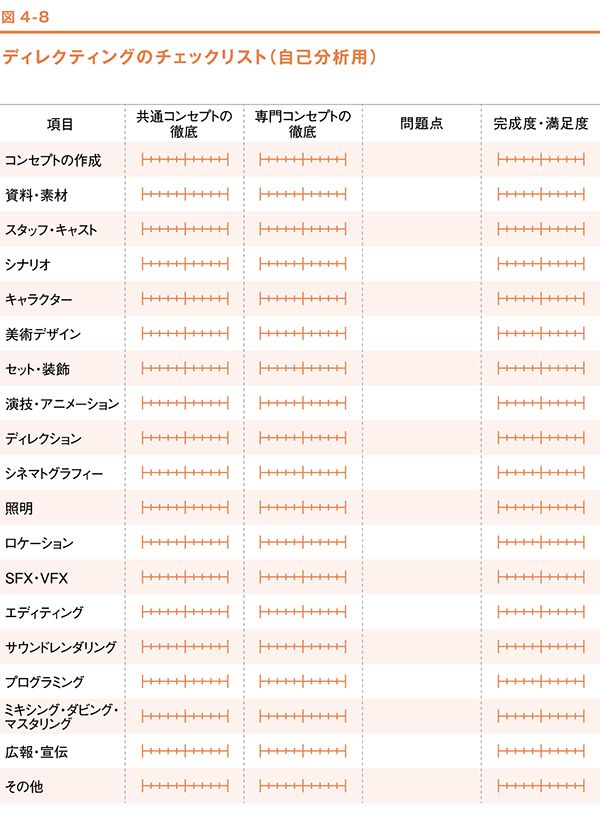 図 4-8
ディレクティングのチェックリスト（自己分析用）
項目
共通コンセプトの
徹底
専門コンセプトの
徹底
問題点
完成度・満足度
コンセプトの作成
資料・素材
スタッフ・キャスト
シナリオ
キャラクター
美術デザイン
セット・装飾
演技・アニメーション
ディレクション
シネマトグラフィー
照明
ロケーション
SFX・VFX
エディティング
サウンドレンダリング
プログラミング
ミキシング・ダビング・
マスタリング
広報・宣伝
その他